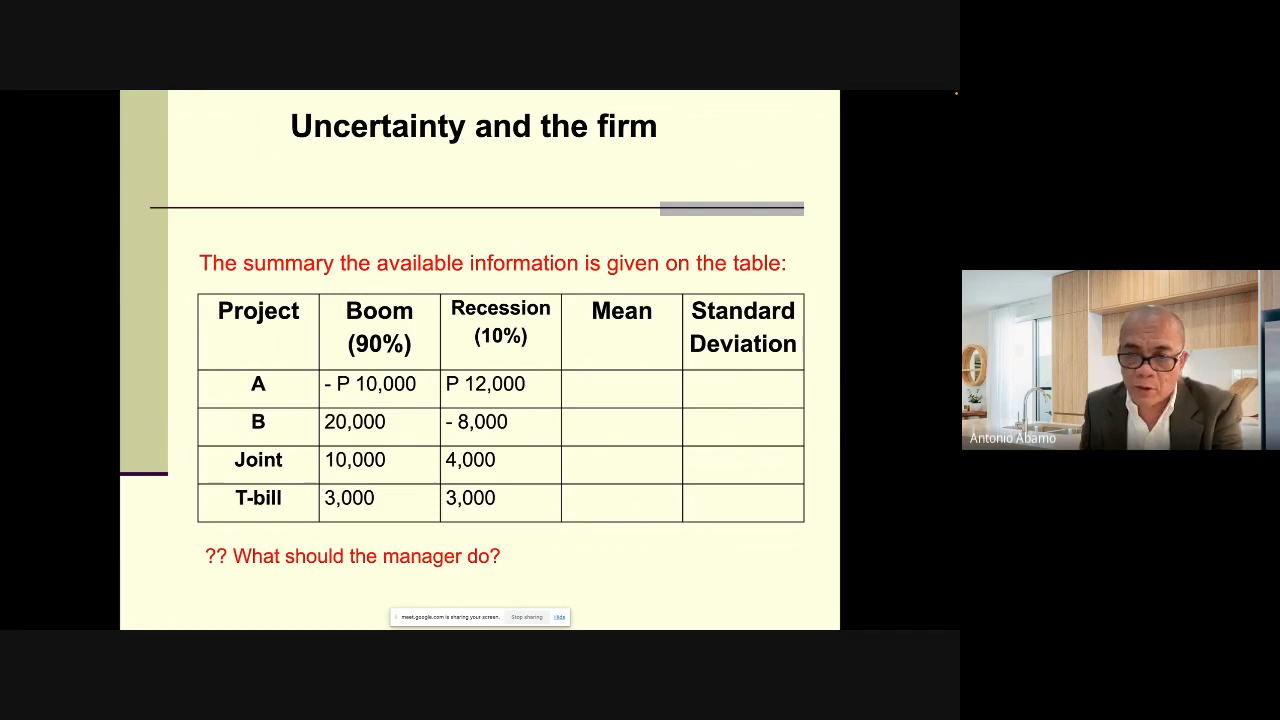 Uncertainty and the firm
The summary the available information is given on the table:
Project Boom (90%) Recession (10%) Mean Standard Deviation
A - P 10,000 P 12,000
B 20,000 - 8,000
Joint 10,000 4,000
T-bill 3,000 3,000
?? What should the manager do?
meet.google.com is sharing your screen. Stop sharing Hide
Antonio Abamo